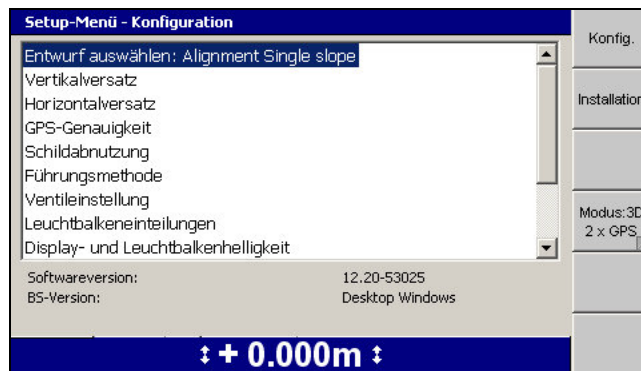 Setup-Menü - Konfiguration
Entwurf auswählen: Alignment Single slope
Vertikalversatz
Horizontalversatz
GPS-Genauigkeit
Schildabnutzung
Führungsmethode
Ventileinstellung
Leuchtbalkeneinteilungen
Display- und Leuchtbalkenhelligkeit
Softwareversion: 12.20-53025
BS-Version: Desktop Windows
↕ + 0.000m ↕
Konfig.
Installation
Modus:3D
2 x GPS